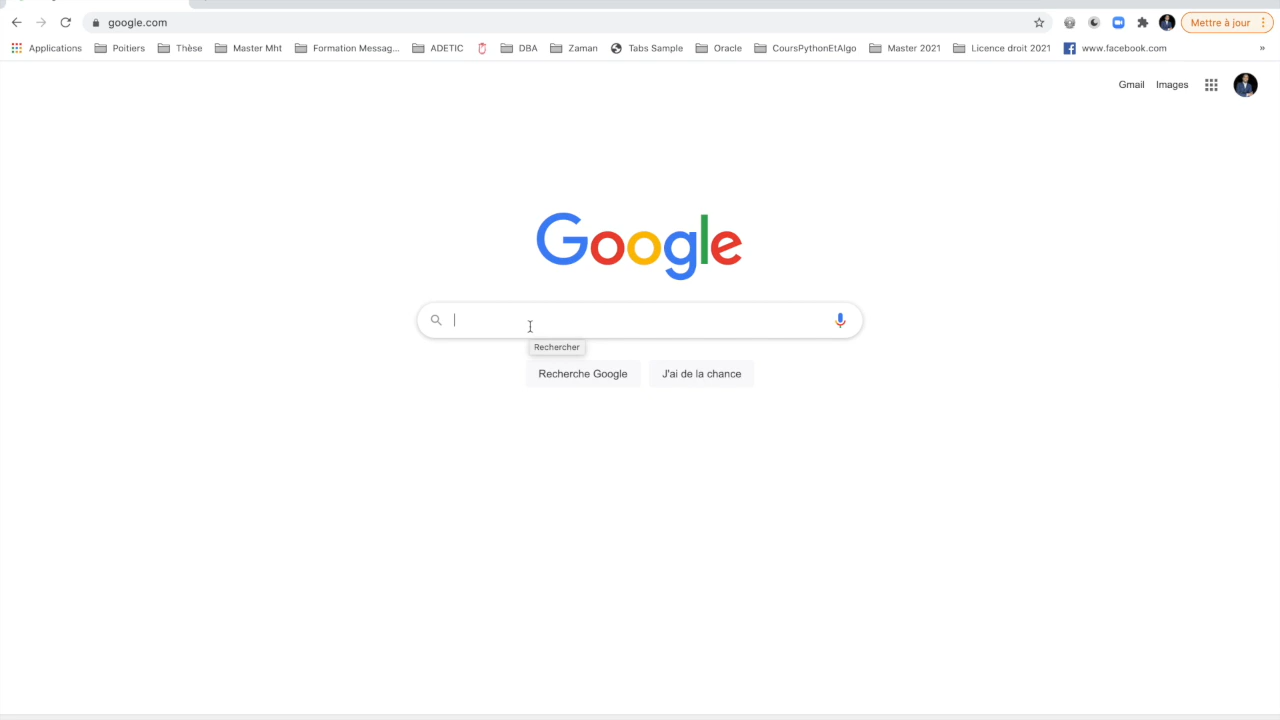 google.com
Mettre à jour
Applications Poitiers Thèse Master Mht Formation Messag... ADETIC DBA Zaman Tabs Sample Oracle CoursPythonEtAlgo Master 2021 Licence droit 2021 www.facebook.com »
Gmail Images
Google
Rechercher
Recherche Google J'ai de la chance